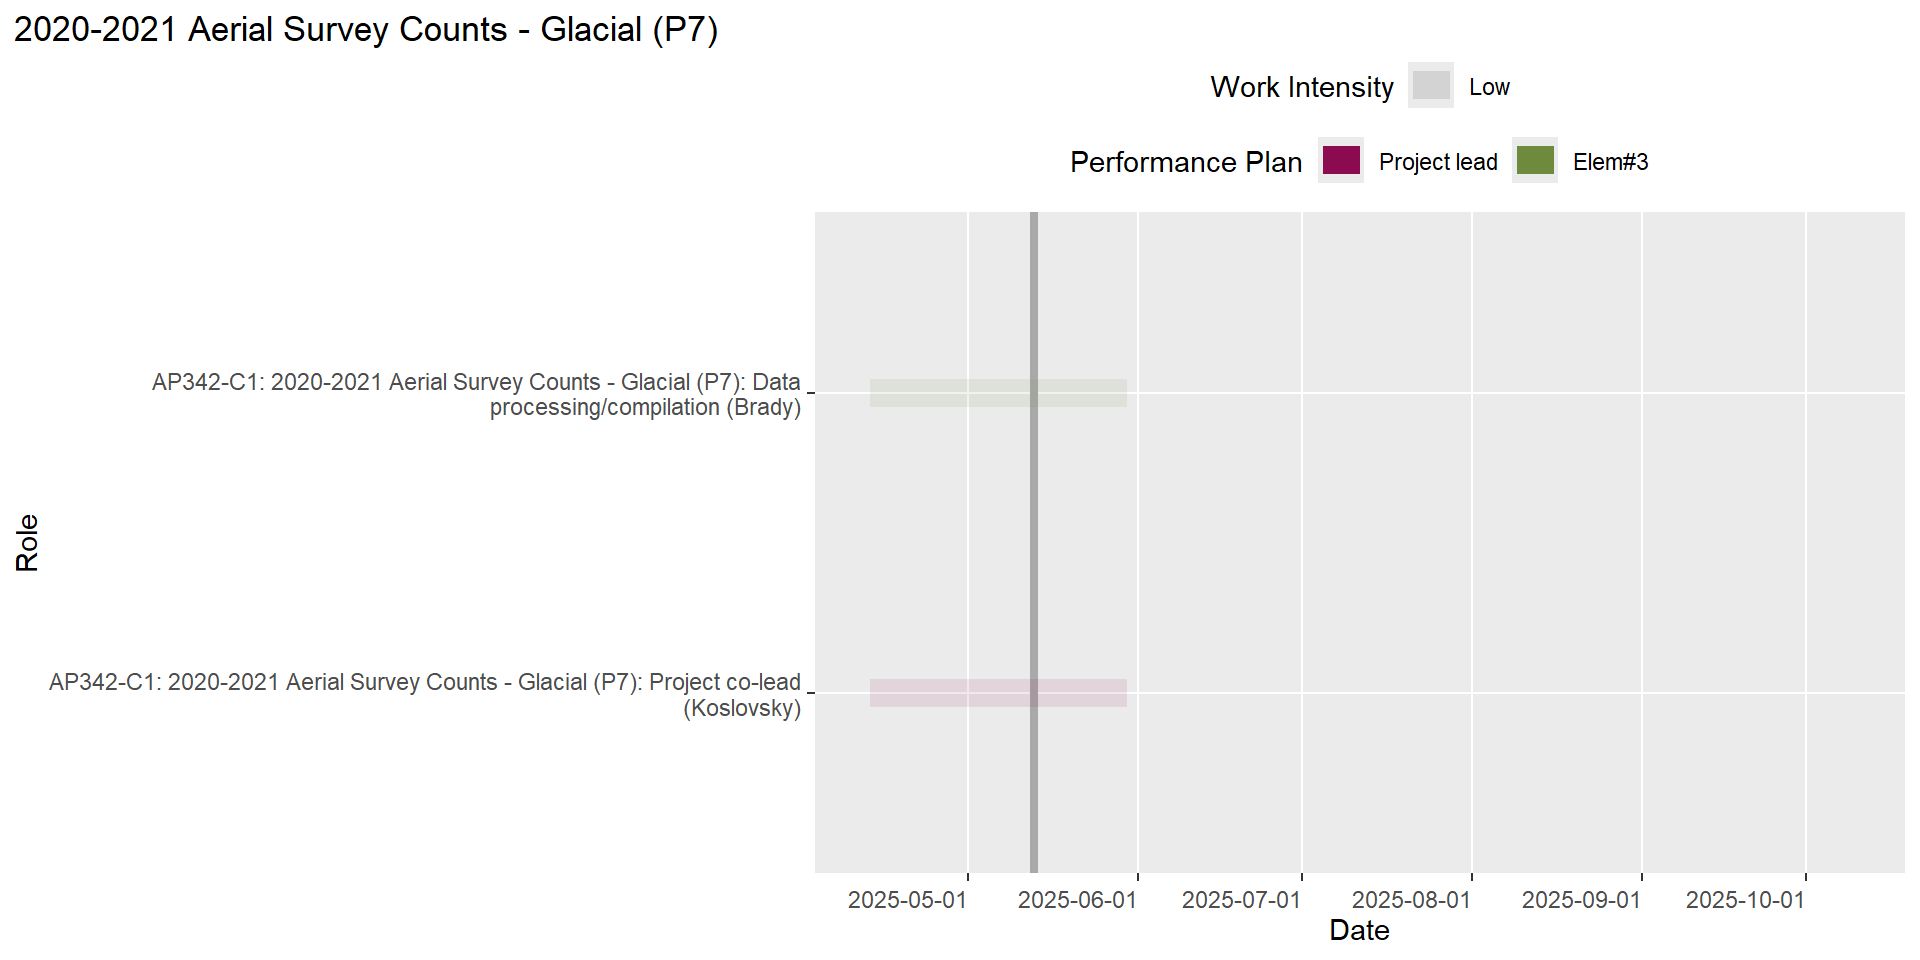 2020-2021 Aerial Survey Counts - Glacial (P7)
Work Intensity Low
Performance Plan Project lead Elem#3
AP342-C1: 2020-2021 Aerial Survey Counts - Glacial (P7): Data
processing/compilation (Brady)
Role
AP342-C1: 2020-2021 Aerial Survey Counts - Glacial (P7): Project co-lead
(Koslovsky)
2025-05-01 2025-06-01 2025-07-01 2025-08-01 2025-09-01 2025-10-01
Date